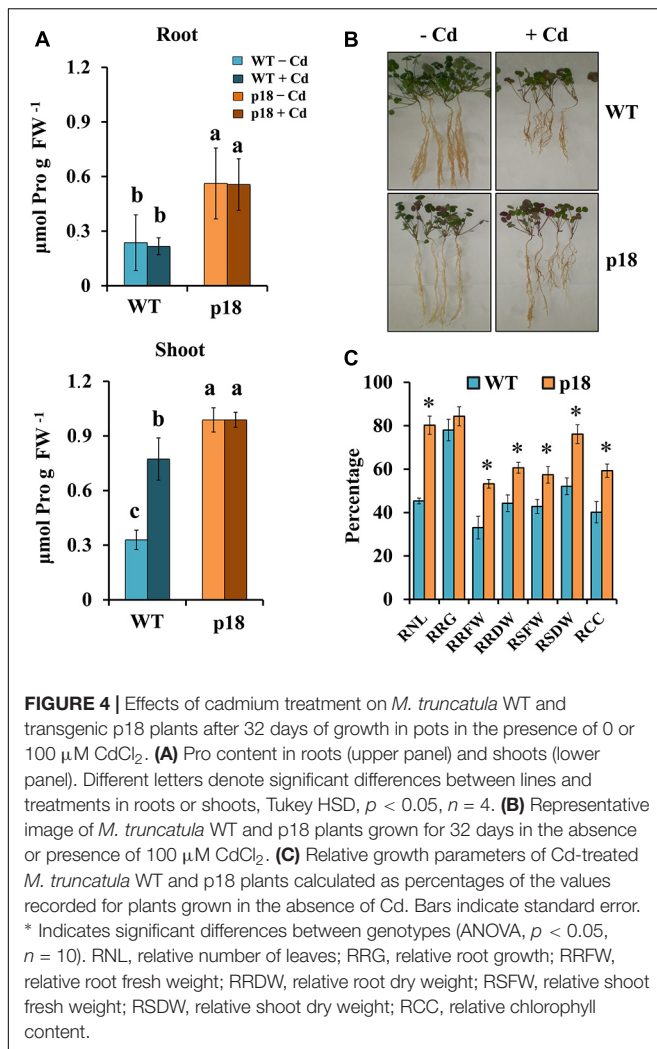 A
Root
WT – Cd
WT + Cd
p18 – Cd
p18 + Cd
μmol Pro g FW -1
1.2
0.9
0.6
0.3
0
b
b
a
a
WT
p18
Shoot
μmol Pro g FW -1
1.2
0.9
0.6
0.3
0
c
b
a
a
WT
p18
B
- Cd
+ Cd
WT
p18
C
WT
p18
Percentage
100
80
60
40
20
0
*
*
*
*
*
*
RNL
RRG
RRFW
RRDW
RSFW
RSDW
RCC
FIGURE 4 | Effects of cadmium treatment on M. truncatula WT and
transgenic p18 plants after 32 days of growth in pots in the presence of 0 or
100 μM CdCl₂. (A) Pro content in roots (upper panel) and shoots (lower
panel). Different letters denote significant differences between lines and
treatments in roots or shoots, Tukey HSD, p < 0.05, n = 4. (B) Representative
image of M. truncatula WT and p18 plants grown for 32 days in the absence
or presence of 100 μM CdCl₂. (C) Relative growth parameters of Cd-treated
M. truncatula WT and p18 plants calculated as percentages of the values
recorded for plants grown in the absence of Cd. Bars indicate standard error.
* Indicates significant differences between genotypes (ANOVA, p < 0.05,
n = 10). RNL, relative number of leaves; RRG, relative root growth; RRFW,
relative root fresh weight; RRDW, relative root dry weight; RSFW, relative shoot
fresh weight; RSDW, relative shoot dry weight; RCC, relative chlorophyll
content.